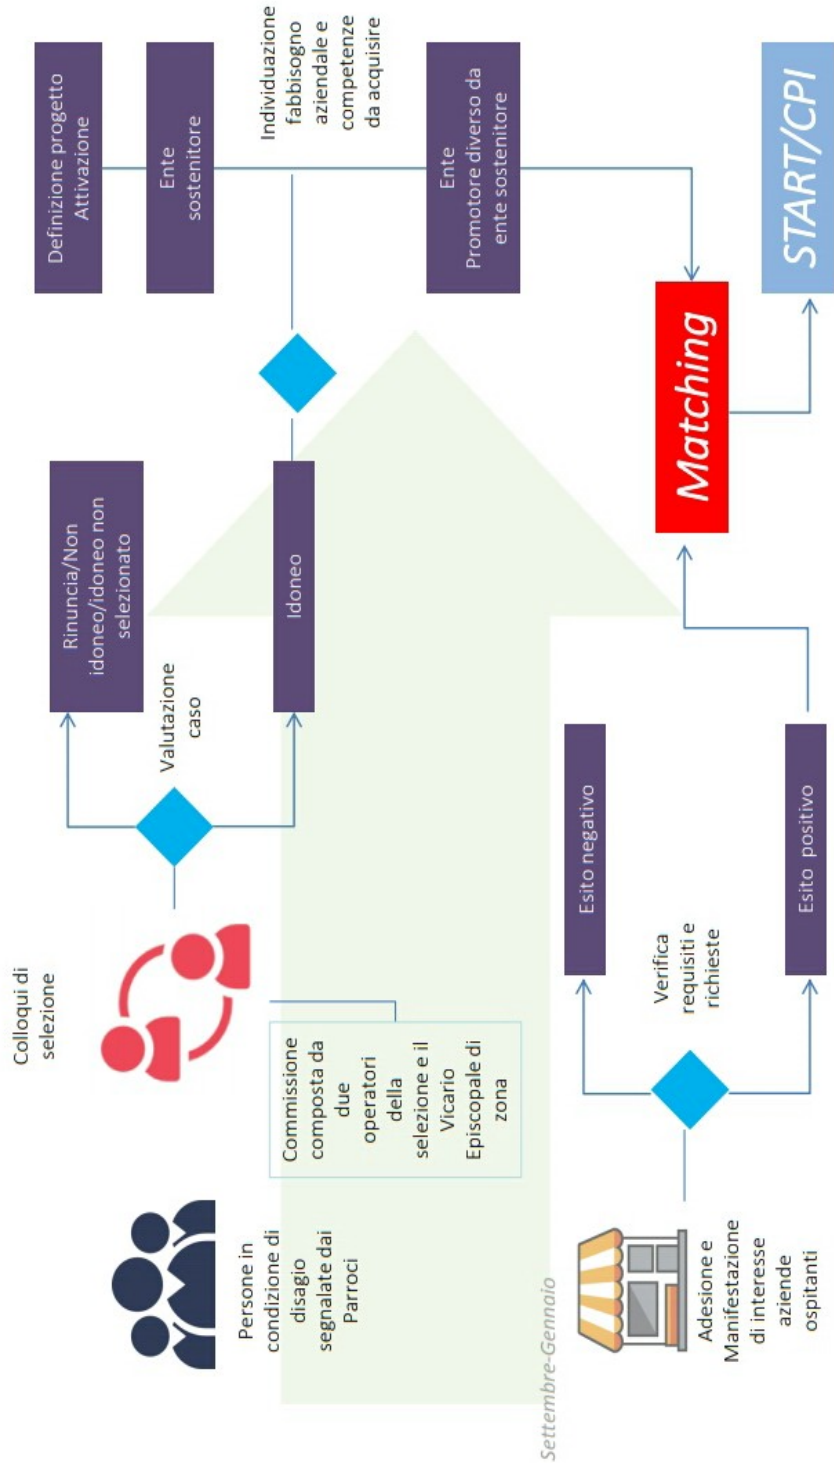 Colloqui di
selezione
Persone in
condizione di
disagio
segnalate dai
Parroci
Commissione
composta da
due
operatori
della
selezione e il
Vicario
Episcopale di
zona
Valutazione
caso
Rinuncia/Non
idoneo/idoneo non
selezionato
Idoneo
Definizione progetto
Attivazione
Ente
sostenitore
Individuazione
fabbisogno
aziendale e
competenze
da acquisire
Ente
Promotore diverso da
ente sostenitore
Settembre-Gennaio
Adesione e
Manifestazione
di interesse
aziende
ospitanti
Verifica
requisiti e
richieste
Esito negativo
Esito positivo
Matching
START/CPI